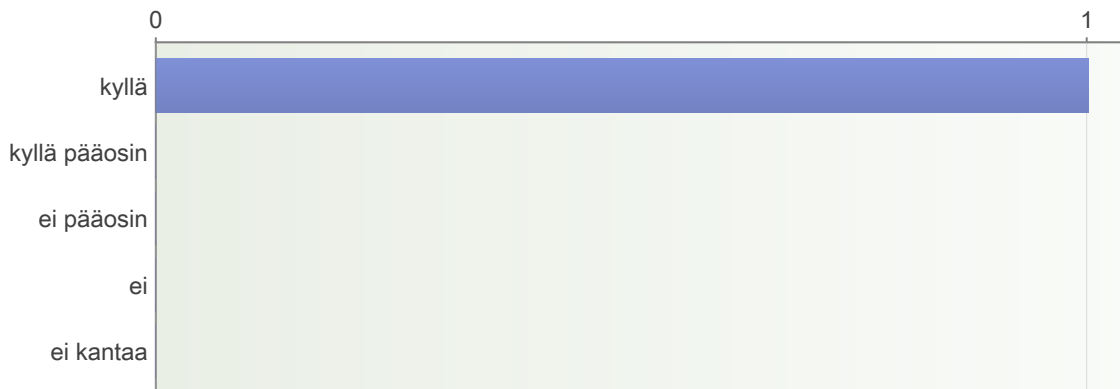 0 1
kyllä
kyllä pääosin
ei pääosin
ei
ei kantaa